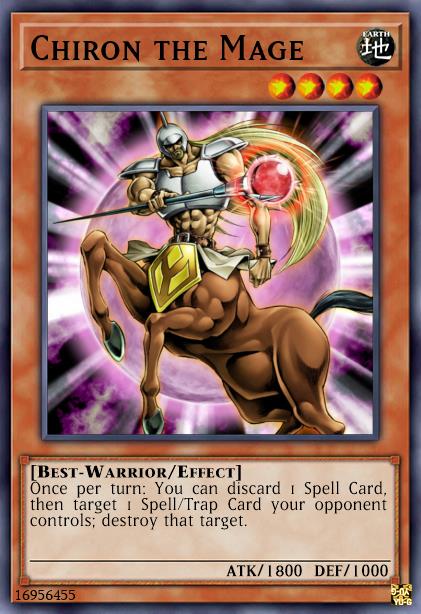 Chiron the Mage
EARTH
地
[Best-Warrior/Effect]
Once per turn: You can discard 1 Spell Card,
then target 1 Spell/Trap Card your opponent
controls; destroy that target.
ATK/1800 DEF/1000
16956455